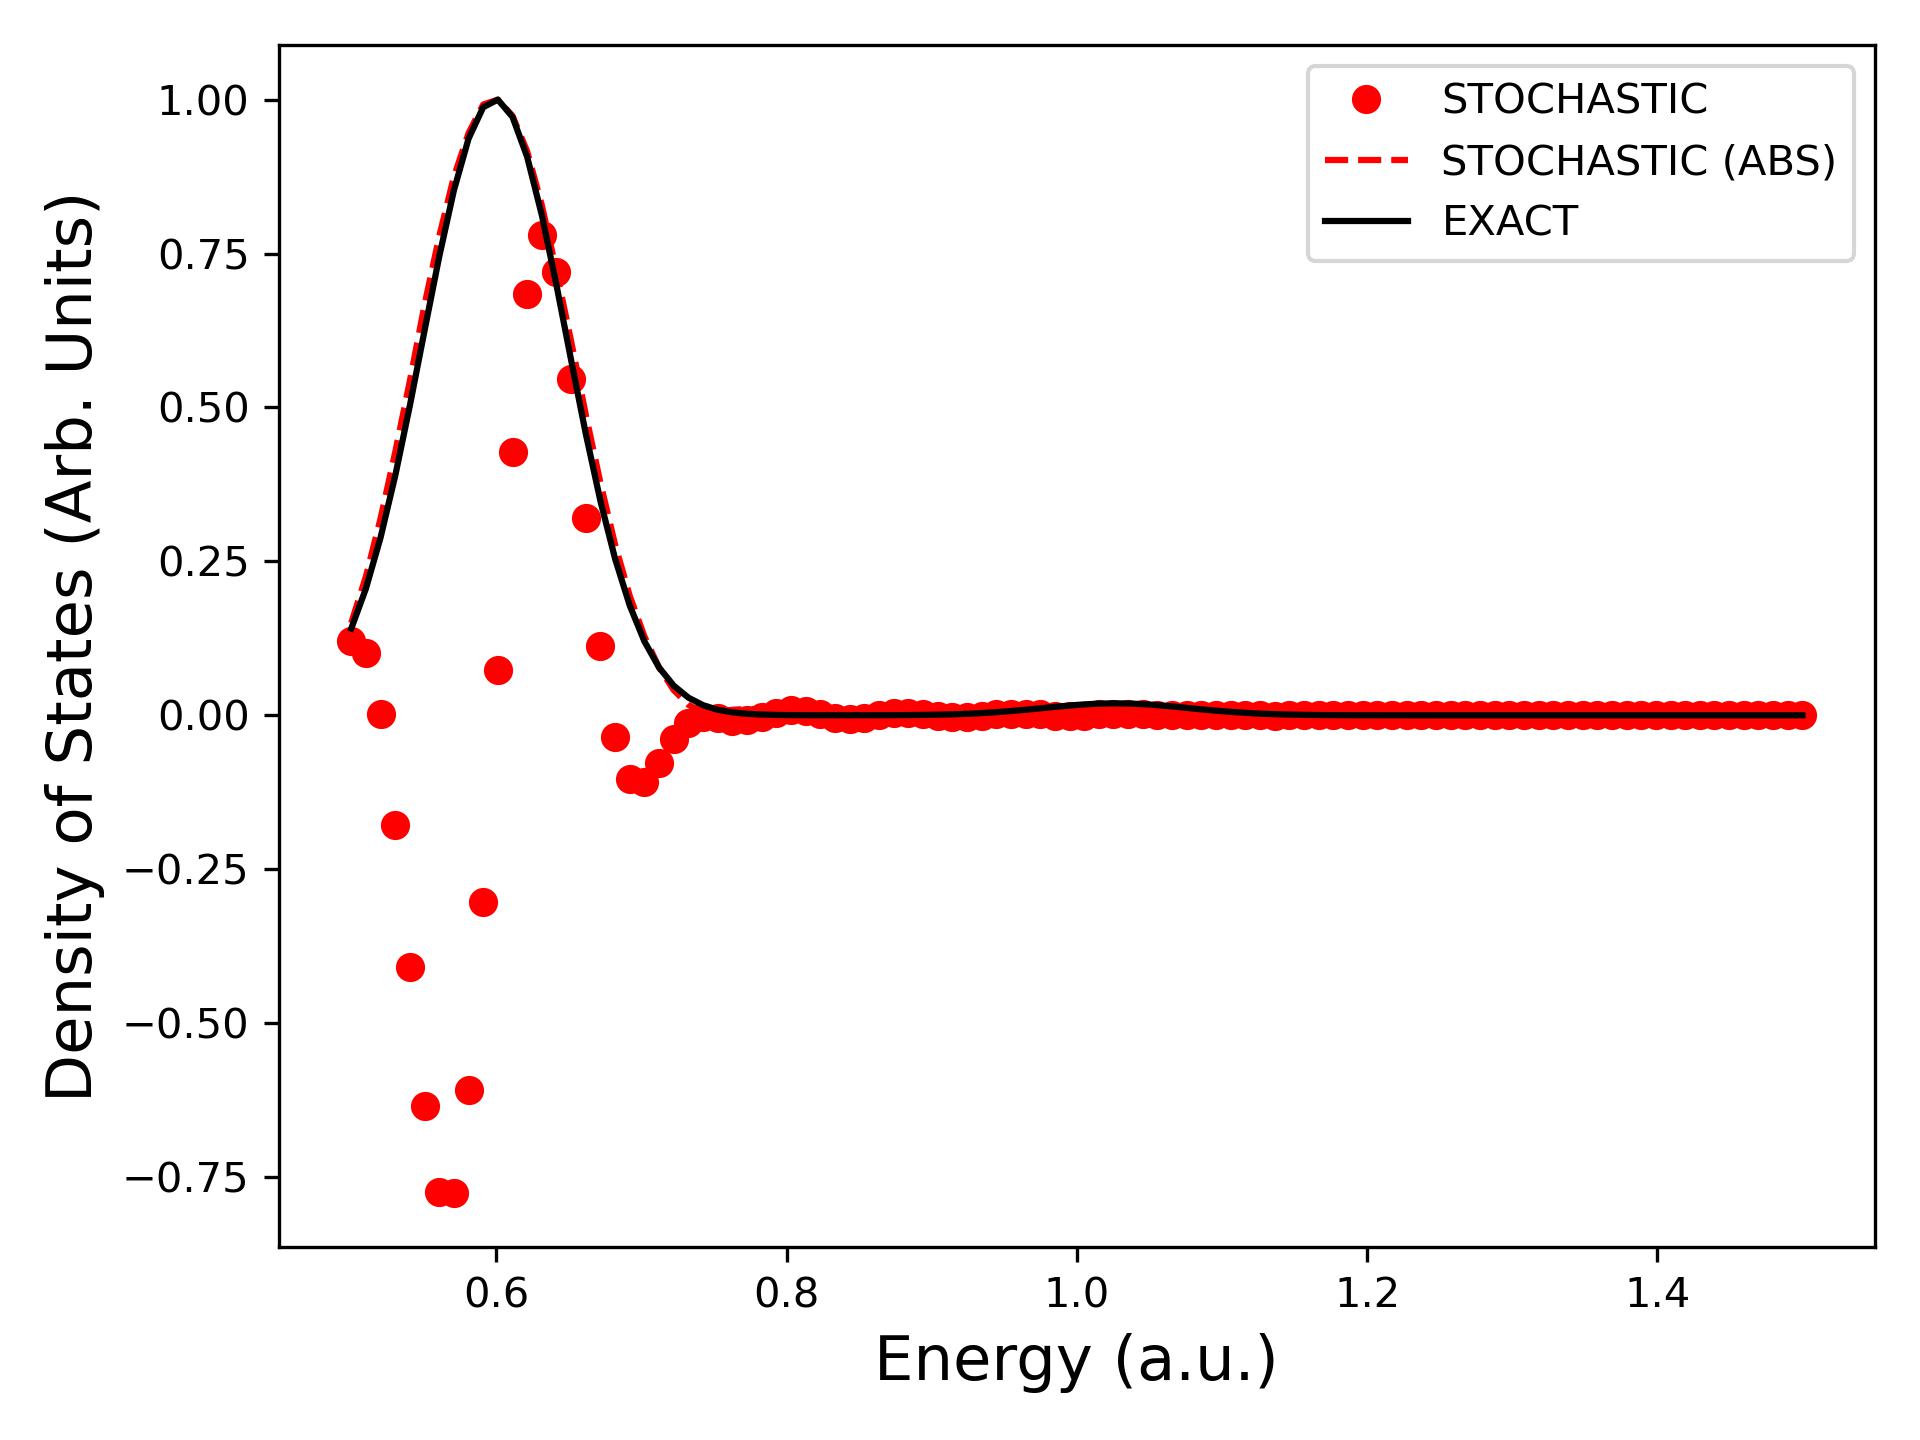 Density of States (Arb. Units)
1.00
0.75
0.50
0.25
0.00
−0.25
−0.50
−0.75
STOCHASTIC
STOCHASTIC (ABS)
EXACT
0.6 0.8 1.0 1.2 1.4
Energy (a.u.)